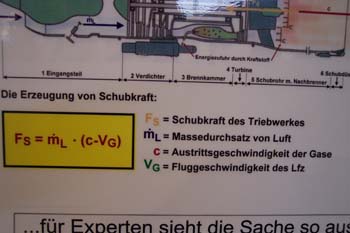 ṁL
c
Energiezufuhr durch Kraftstoff
4 Turbine
6 Schubdüse
1 Eingangsteil
2 Verdichter
3 Brennkammer
5 Schubrohr m. Nachbrenner
Die Erzeugung von Schubkraft:
FS = ṁL · (c-VG)
FS = Schubkraft des Triebwerkes
ṁL = Massedurchsatz von Luft
c = Austrittsgeschwindigkeit der Gase
VG = Fluggeschwindigkeit des Lfz
...für Experten sieht die Sache so aus